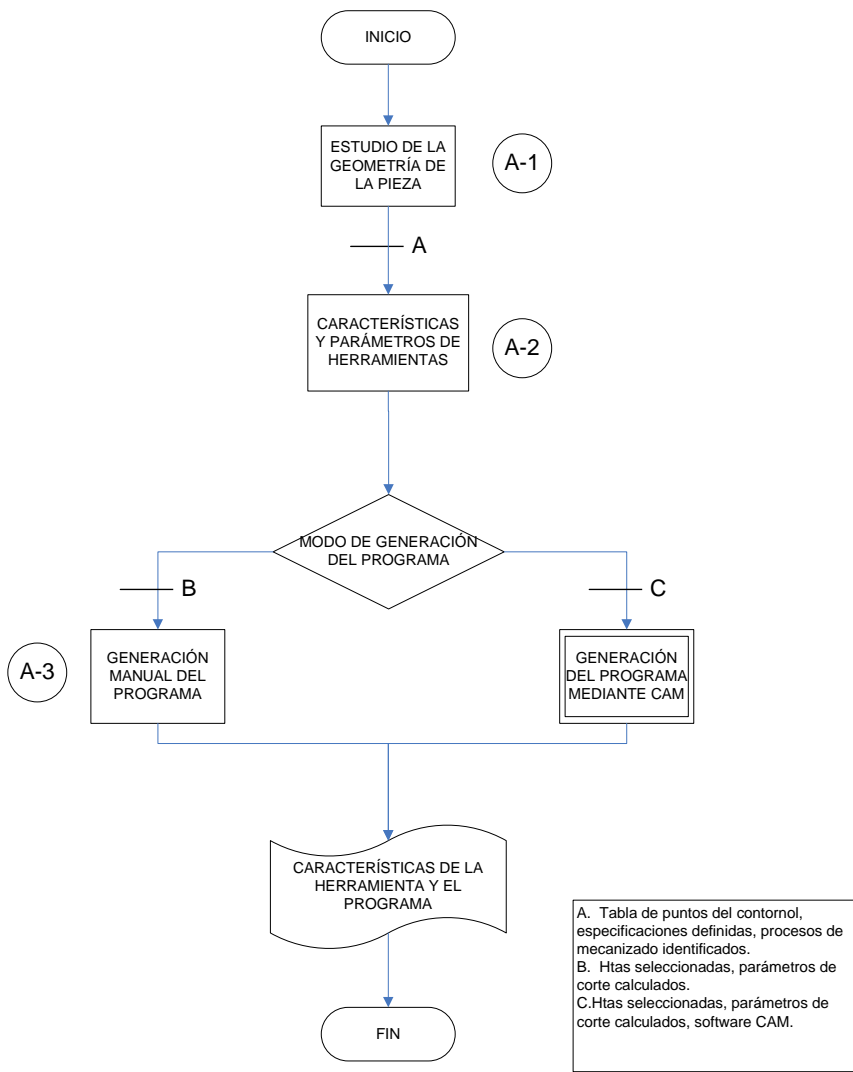 INICIO
ESTUDIO DE LA
GEOMETRÍA DE
LA PIEZA
A-1
A
CARACTERÍSTICAS
Y PARÁMETROS DE
HERRAMIENTAS
A-2
MODO DE GENERACIÓN
DEL PROGRAMA
B
C
A-3
GENERACIÓN
MANUAL DEL
PROGRAMA
GENERACIÓN
DEL PROGRAMA
MEDIANTE CAM
CARACTERÍSTICAS DE LA
HERRAMIENTA Y EL
PROGRAMA
FIN
A. Tabla de puntos del contornol,
especificaciones definidas, procesos de
mecanizado identificados.
B. Htas seleccionadas, parámetros de
corte calculados.
C.Htas seleccionadas, parámetros de
corte calculados, software CAM.